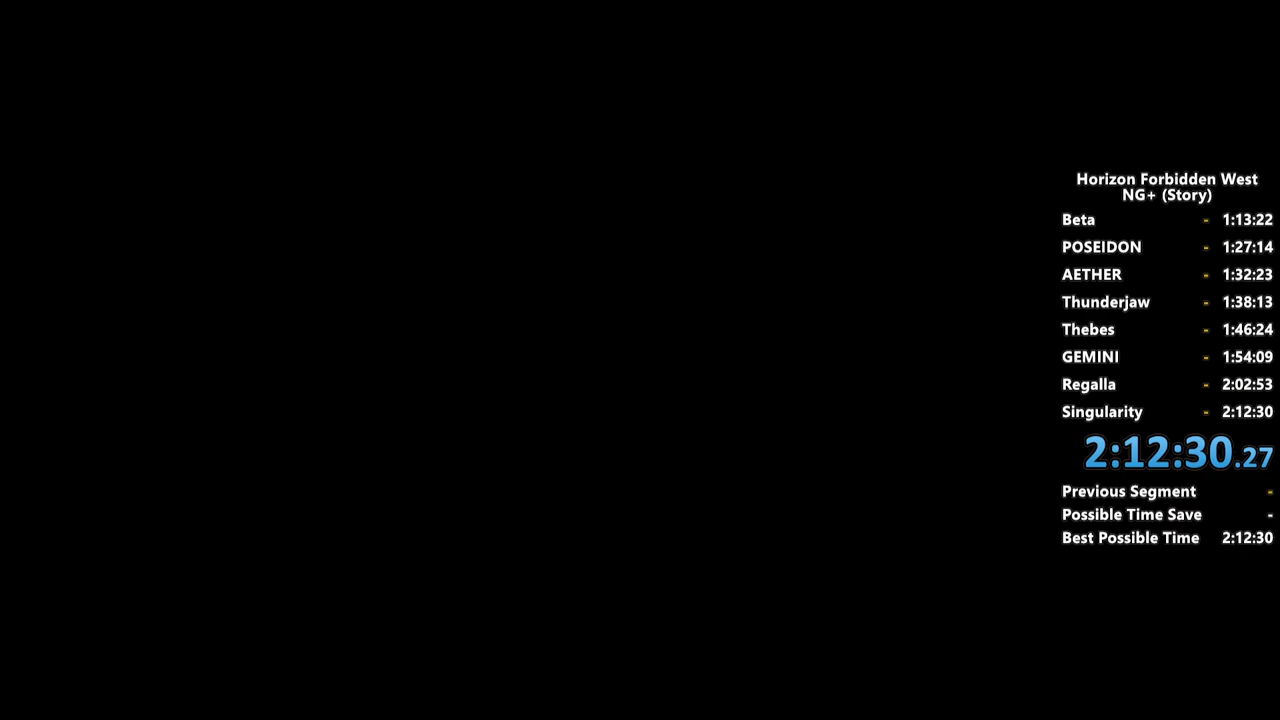 Horizon Forbidden West
NG+ (Story)
Beta - 1:13:22
POSEIDON - 1:27:14
AETHER - 1:32:23
Thunderjaw - 1:38:13
Thebes - 1:46:24
GEMINI - 1:54:09
Regalla - 2:02:53
Singularity - 2:12:30
2:12:30.27
Previous Segment -
Possible Time Save -
Best Possible Time 2:12:30